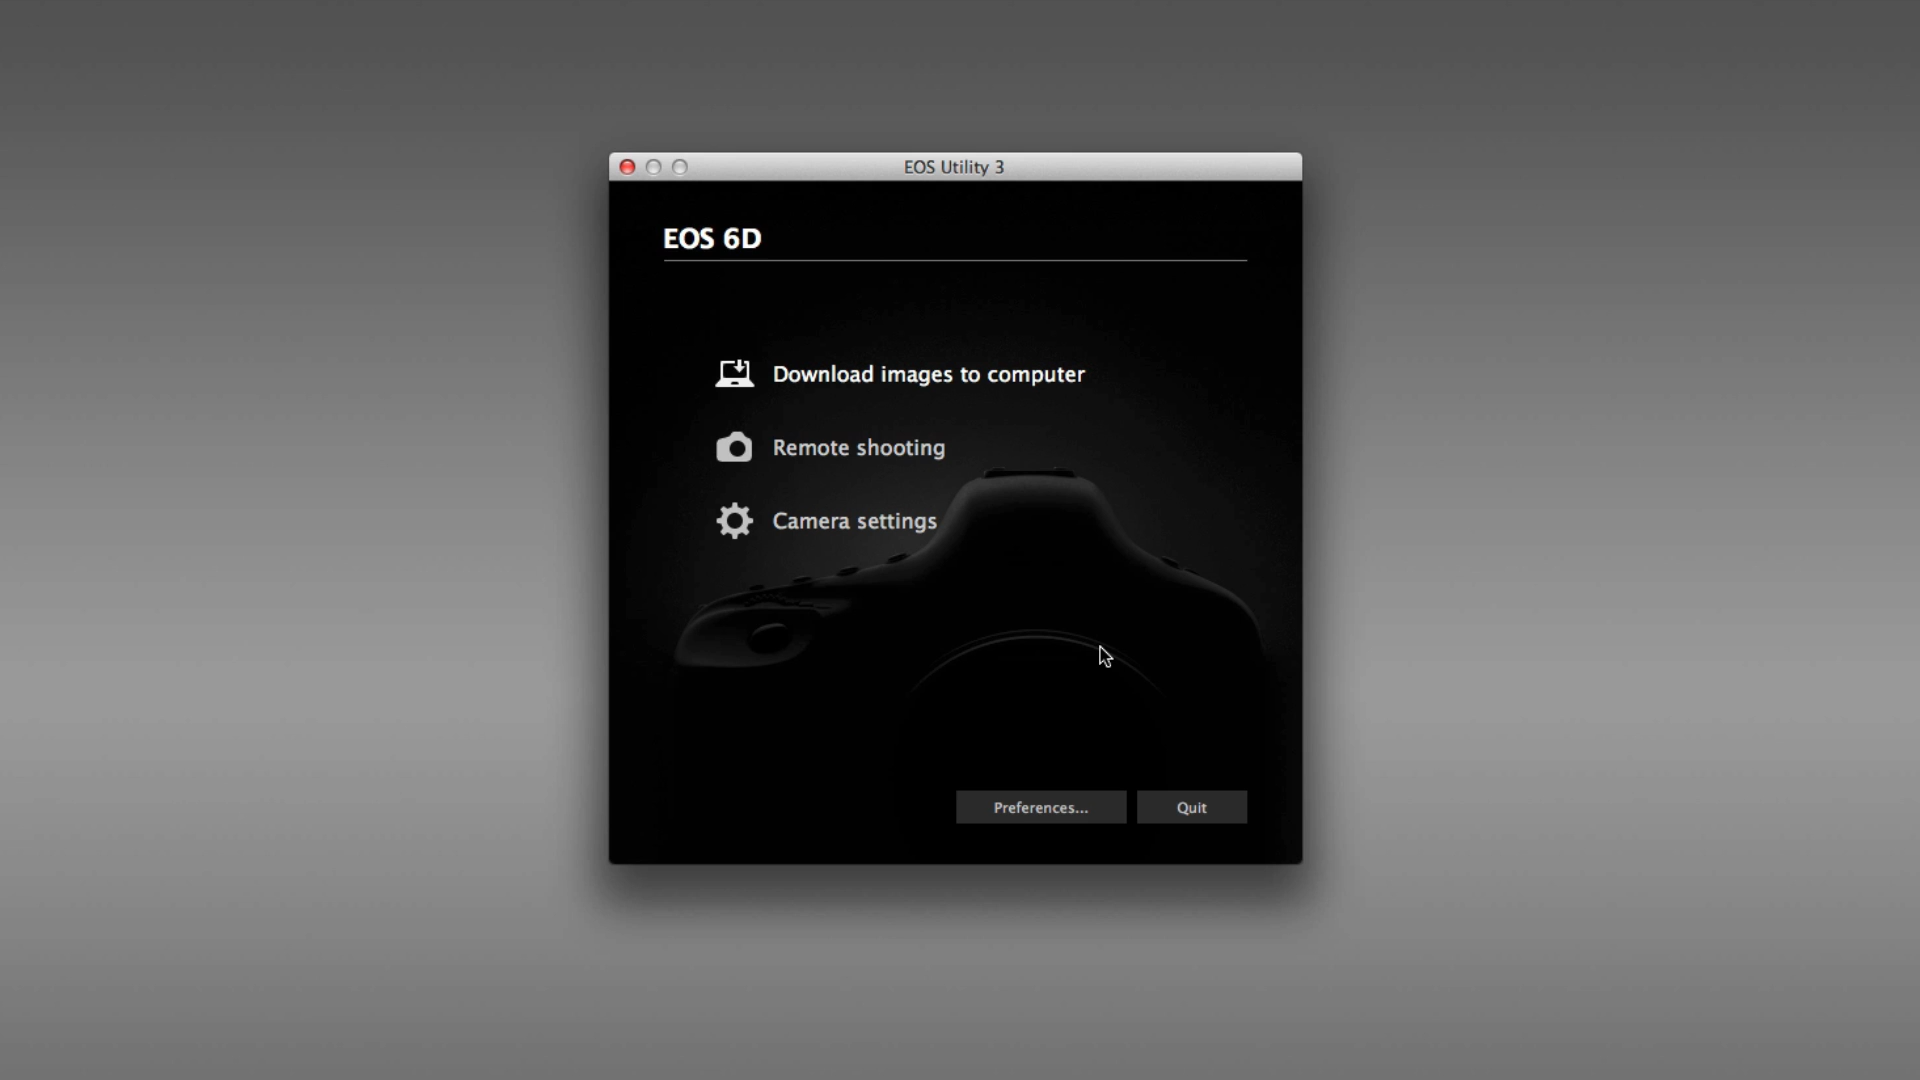 EOS Utility 3
EOS 6D
Download images to computer
Remote shooting
Camera settings
Preferences...
Quit